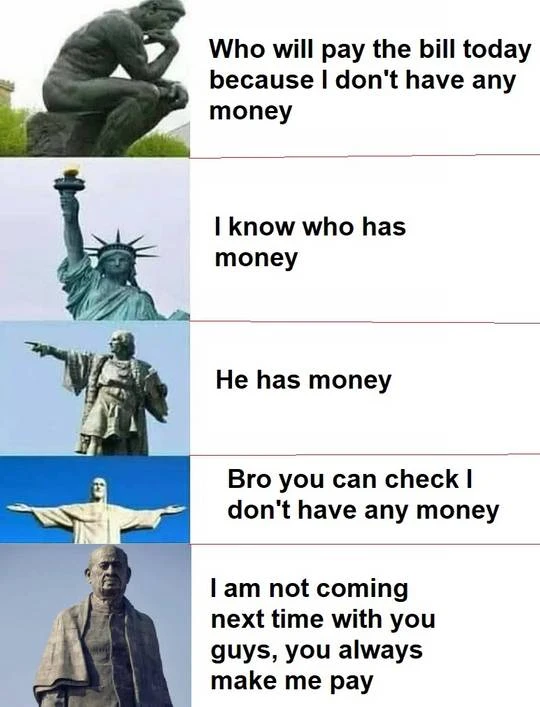 Who will pay the bill today
because I don't have any
money
I know who has
money
He has money
Bro you can check I
don't have any money
I am not coming
next time with you
guys, you always
make me pay